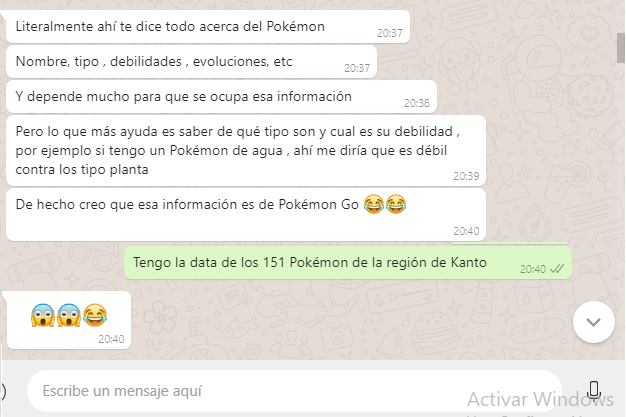 Literalmente ahí te dice todo acerca del Pokémon
20:37
Nombre, tipo , debilidades , evoluciones, etc
20:37
Y depende mucho para que se ocupa esa información
20:38
Pero lo que más ayuda es saber de qué tipo son y cual es su debilidad ,
por ejemplo si tengo un Pokémon de agua , ahí me diría que es débil
contra los tipo planta
20:39
De hecho creo que esa información es de Pokémon Go 😂😂
20:40
Tengo la data de los 151 Pokémon de la región de Kanto
20:40
😱😱😂
20:40
Escribe un mensaje aquí
Activar Windows